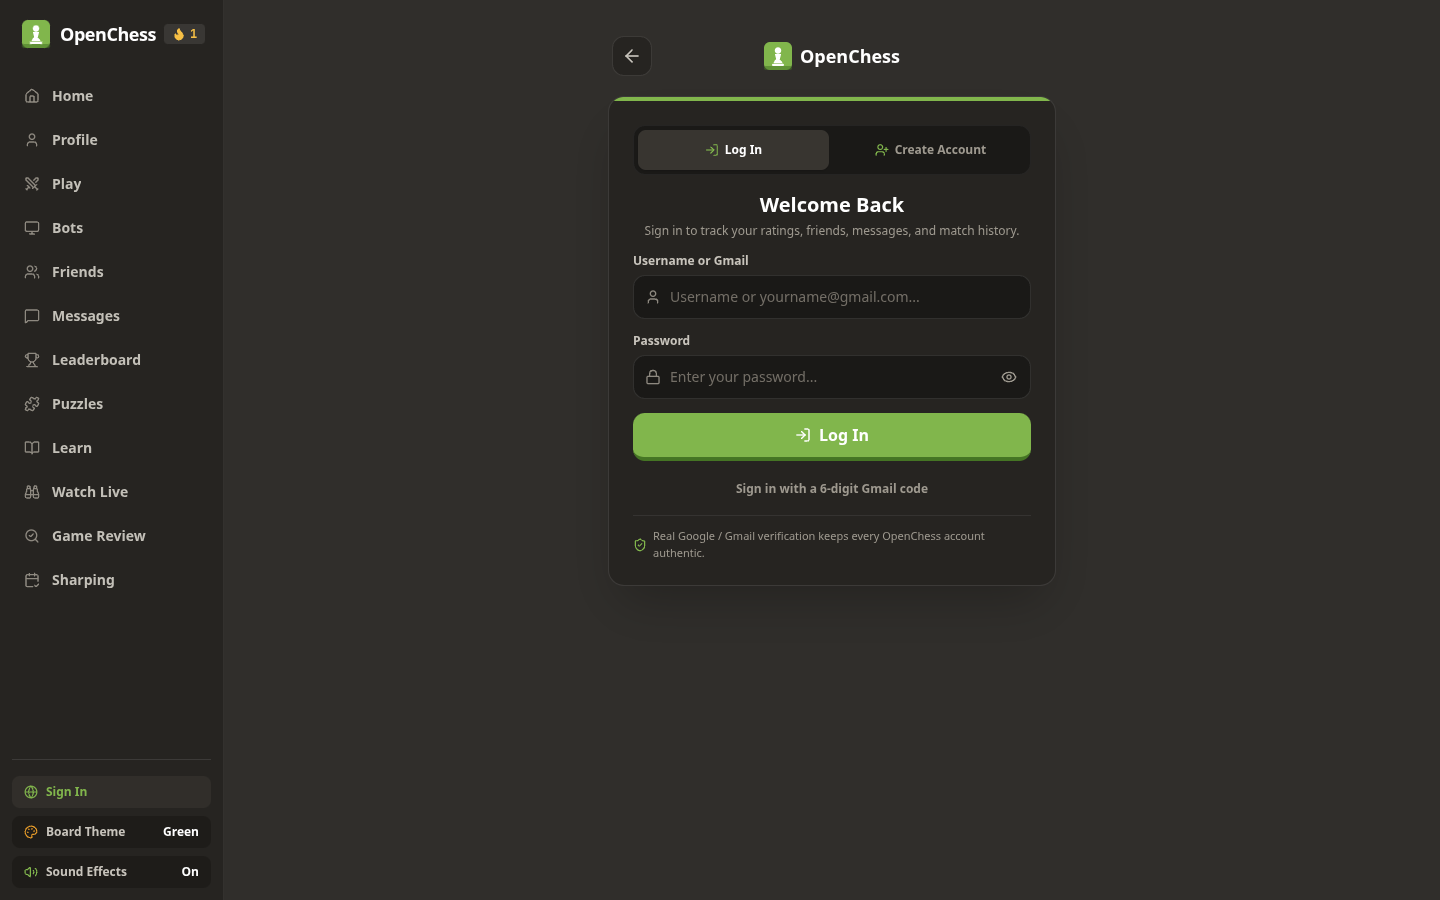 OpenChess
1
Home
Profile
Play
Bots
Friends
Messages
Leaderboard
Puzzles
Learn
Watch Live
Game Review
Sharping
Sign In
Board Theme Green
Sound Effects On
OpenChess
Log In
Create Account
Welcome Back
Sign in to track your ratings, friends, messages, and match history.
Username or Gmail
Username or yourname@gmail.com...
Password
Enter your password...
Log In
Sign in with a 6-digit Gmail code
Real Google / Gmail verification keeps every OpenChess account
authentic.